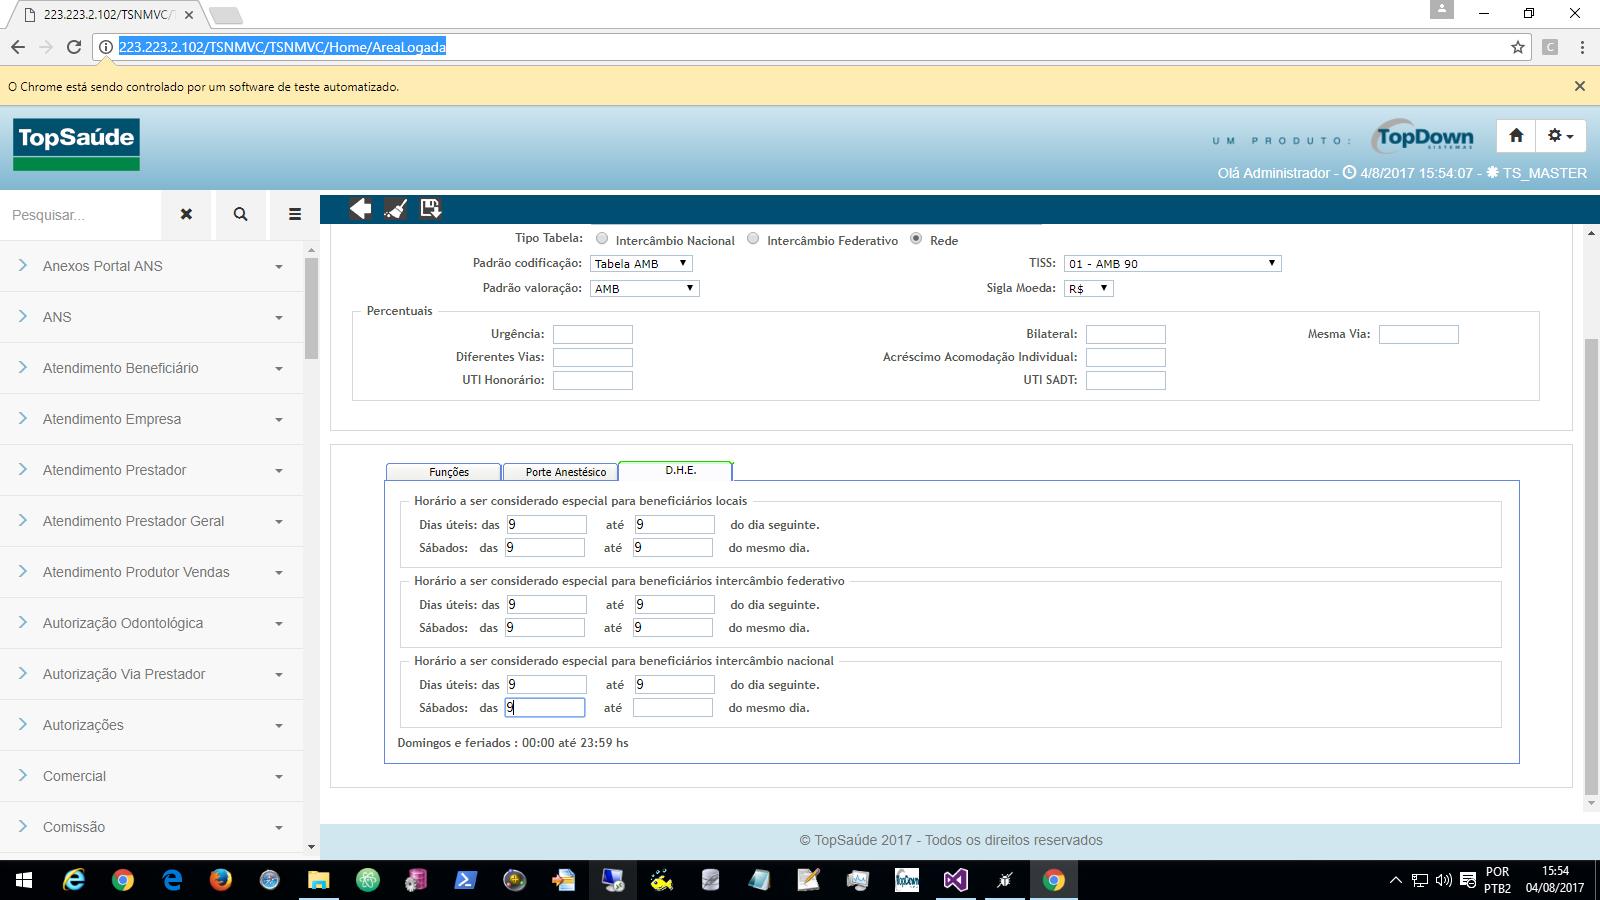 223.223.2.102/TSNMVC/T
223.223.2.102/TSNMVC/TSNMVC/Home/AreaLogada
C
O Chrome está sendo controlado por um software de teste automatizado.
TopSaúde
UM PRODUTO:
TopDown
SISTEMAS
Olá Administrador - 4/8/2017 15:54:07 - TS_MASTER
Pesquisar...
Anexos Portal ANS
ANS
Atendimento Beneficiário
Atendimento Empresa
Atendimento Prestador
Atendimento Prestador Geral
Atendimento Produtor Vendas
Autorização Odontológica
Autorização Via Prestador
Autorizações
Comercial
Comissão
Tipo Tabela: Intercâmbio Nacional Intercâmbio Federativo Rede
Padrão codificação: Tabela AMB TISS: 01 - AMB 90
Padrão valoração: AMB Sigla Moeda: R$
Percentuais
Urgência: Bilateral: Mesma Via:
Diferentes Vias: Acréscimo Acomodação Individual:
UTI Honorário: UTI SADT:
Funções Porte Anestésico D.H.E.
Horário a ser considerado especial para beneficiários locais
Dias úteis: das 9 até 9 do dia seguinte.
Sábados: das 9 até 9 do mesmo dia.
Horário a ser considerado especial para beneficiários intercâmbio federativo
Dias úteis: das 9 até 9 do dia seguinte.
Sábados: das 9 até 9 do mesmo dia.
Horário a ser considerado especial para beneficiários intercâmbio nacional
Dias úteis: das 9 até 9 do dia seguinte.
Sábados: das 9 até do mesmo dia.
Domingos e feriados : 00:00 até 23:59 hs
© TopSaúde 2017 - Todos os direitos reservados
TopDown
POR
PTB2
15:54
04/08/2017